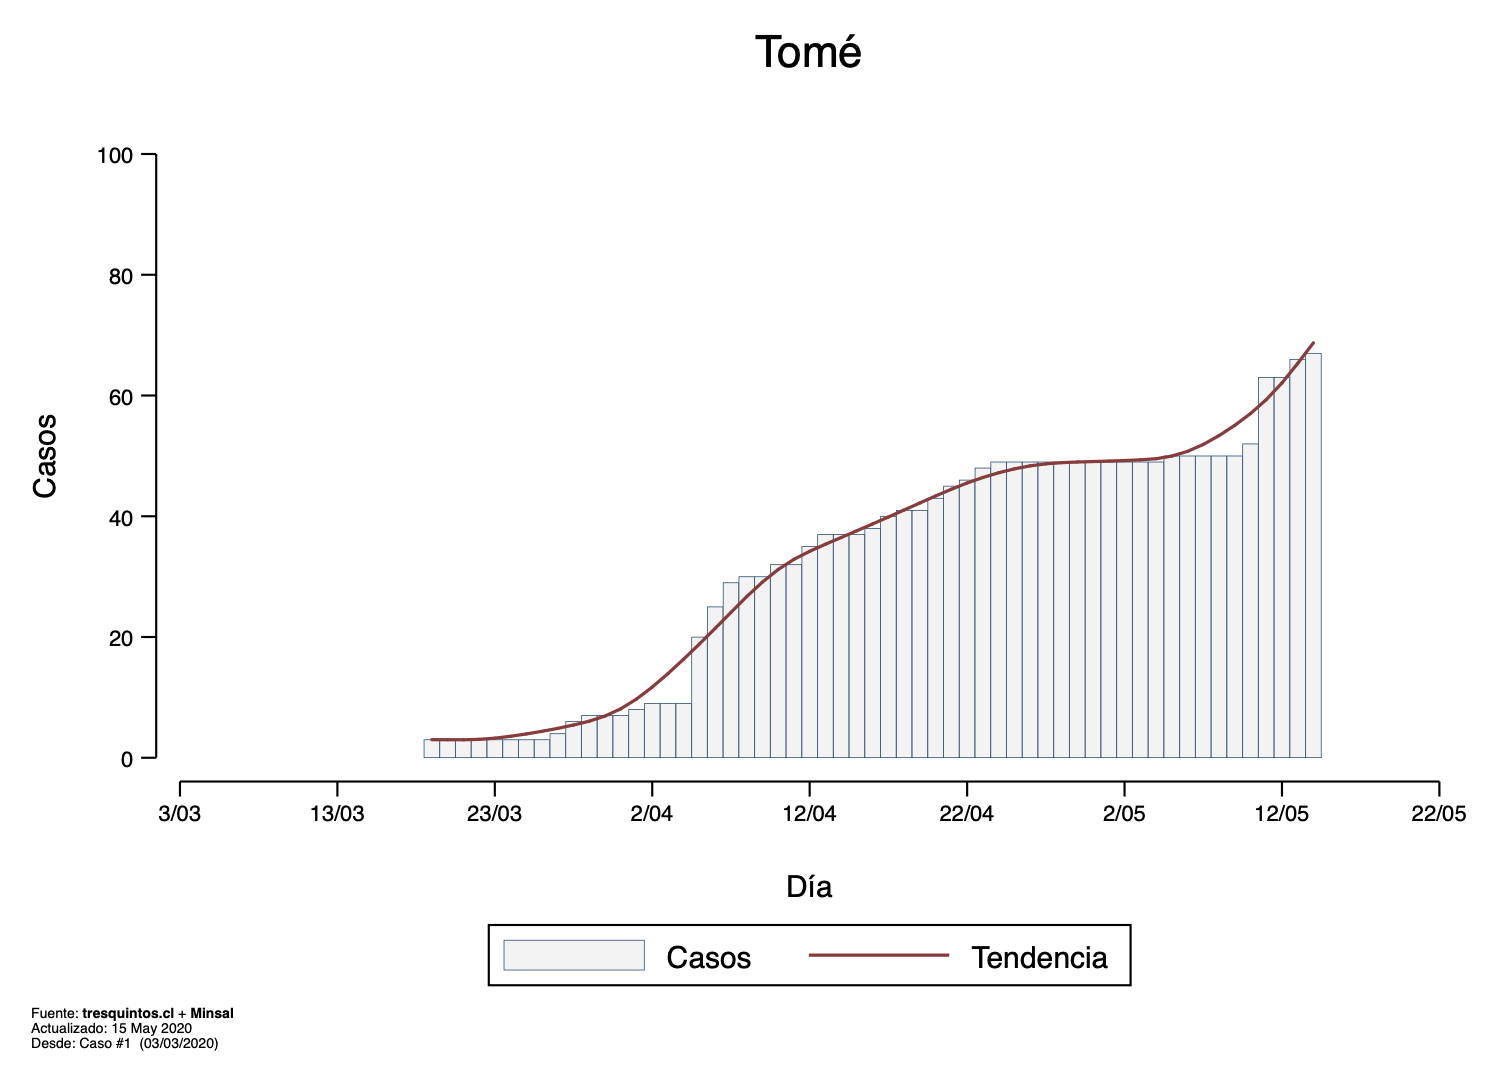 Tomé
100
80
60
40
20
0
Casos
3/03
13/03
23/03
2/04
12/04
22/04
2/05
12/05
22/05
Día
Casos
Tendencia
Fuente: tresquintos.cl + Minsal
Actualizado: 15 May 2020
Desde: Caso #1  (03/03/2020)